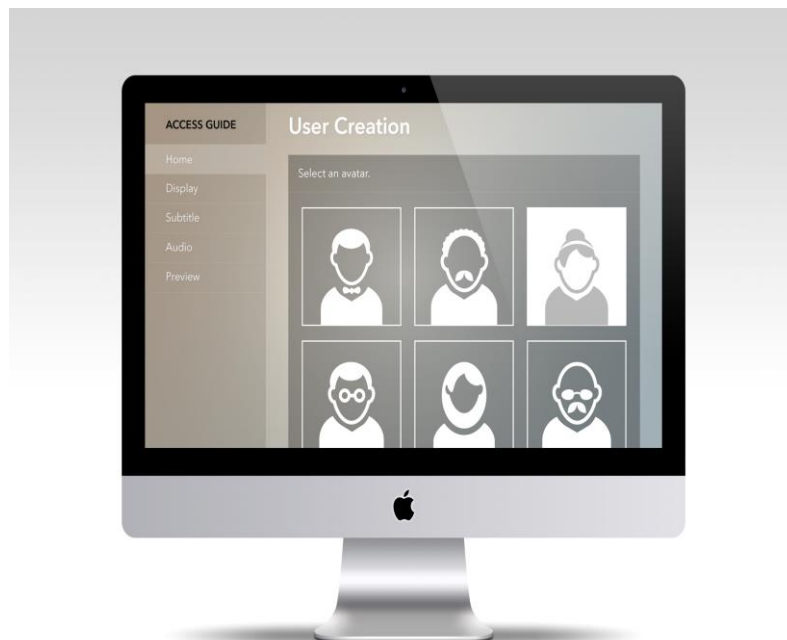 ACCESS GUIDE
Home
Display
Subtitle
Audio
Preview
User Creation
Select an avatar.